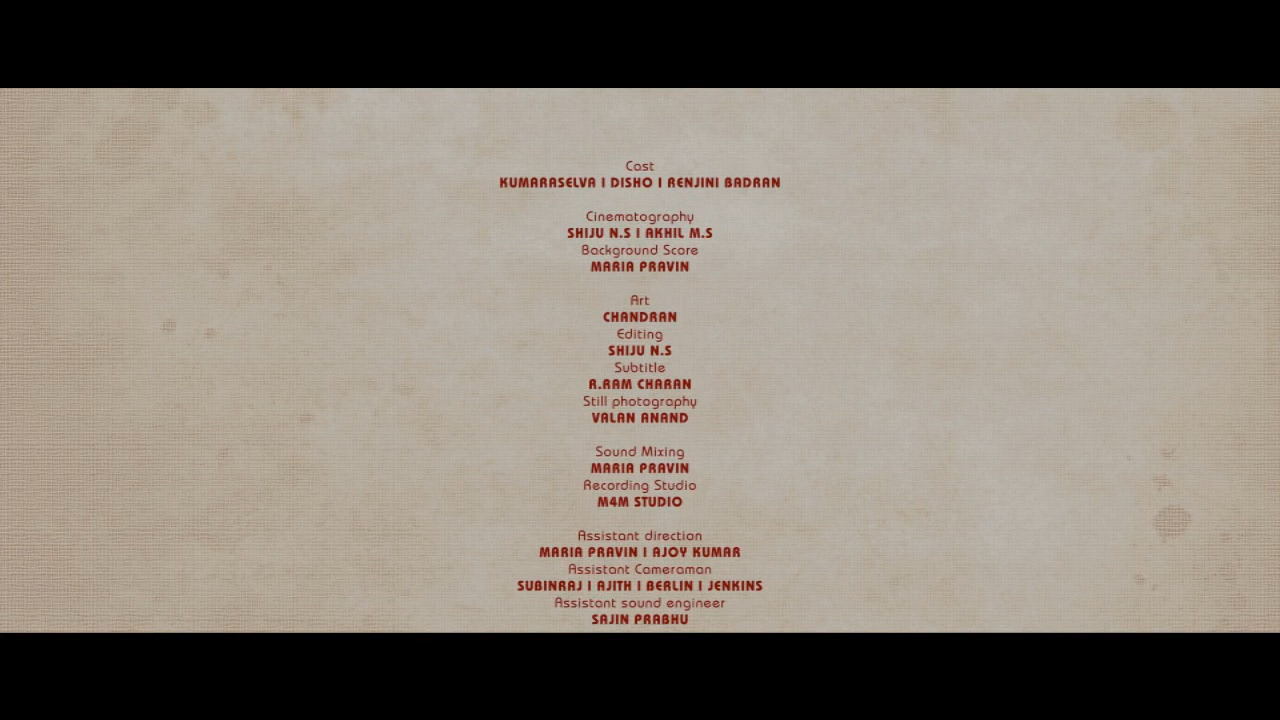 Cast
KUMARASELVA | DISHO | RENJINI BADRAN
Cinematography
SHIJU N.S | AKHIL M.S
Background Score
MARIA PRAVIN
Art
CHANDRAN
Editing
SHIJU N.S
Subtitle
R.RAM CHARAN
Still photography
VALAN ANAND
Sound Mixing
MARIA PRAVIN
Recording Studio
M4M STUDIO
Assistant direction
MARIA PRAVIN | AJOY KUMAR
Assistant Cameraman
SUBINRAJ | AJITH | BERLIN | JENKINS
Assistant sound engineer
SAJIN PRABHU